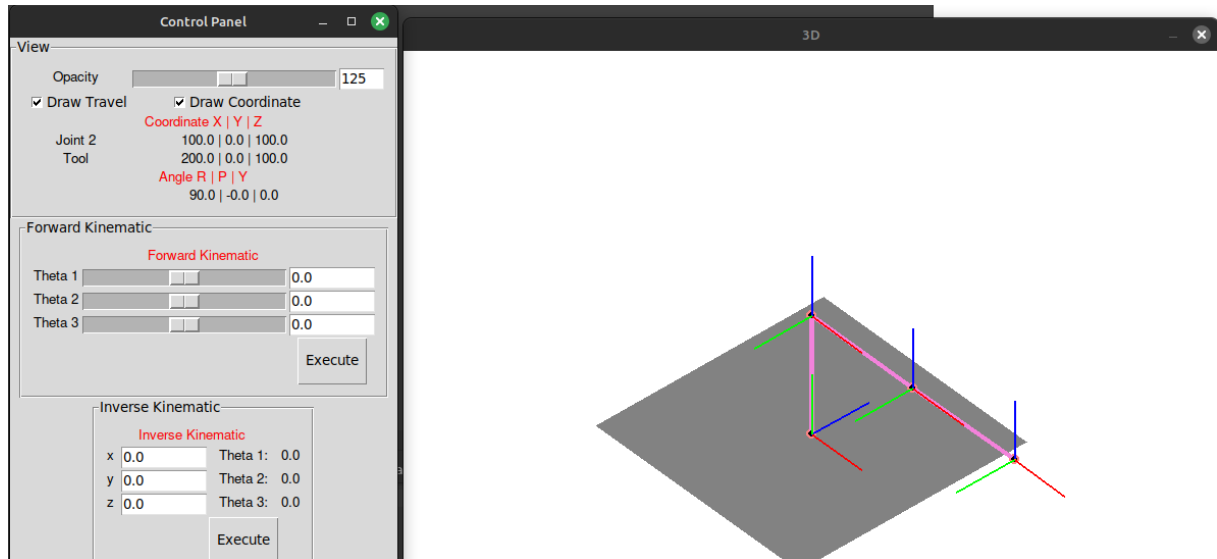 Control Panel
3D
View
Opacity 125
Draw Travel Draw Coordinate
Coordinate X | Y | Z
Joint 2 100.0 | 0.0 | 100.0
Tool 200.0 | 0.0 | 100.0
Angle R | P | Y
90.0 | -0.0 | 0.0
Forward Kinematic
Forward Kinematic
Theta 1 0.0
Theta 2 0.0
Theta 3 0.0
Execute
Inverse Kinematic
Inverse Kinematic
x 0.0 Theta 1: 0.0
y 0.0 Theta 2: 0.0
z 0.0 Theta 3: 0.0
Execute